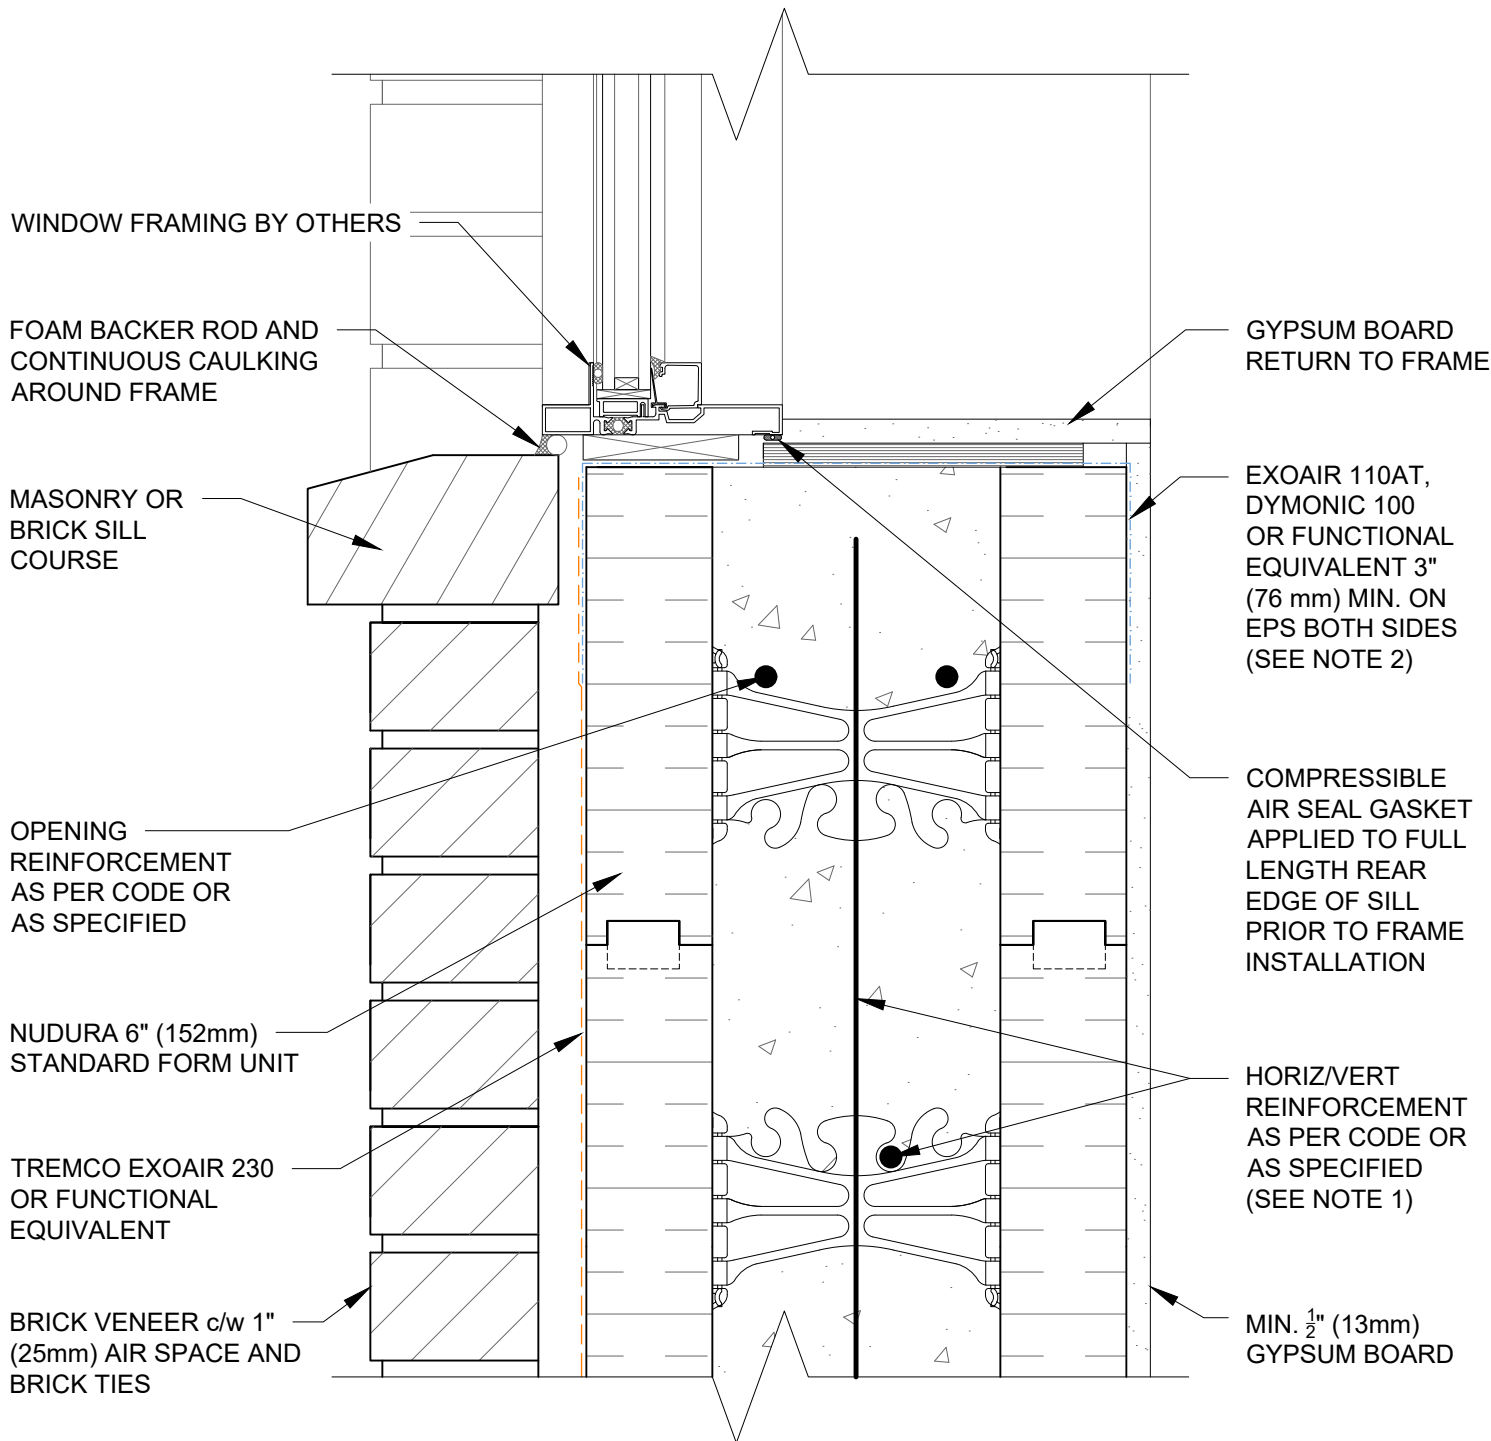 WINDOW FRAMING BY OTHERS
FOAM BACKER ROD AND
CONTINUOUS CAULKING
AROUND FRAME
MASONRY OR
BRICK SILL
COURSE
OPENING
REINFORCEMENT
AS PER CODE OR
AS SPECIFIED
NUDURA 6" (152mm)
STANDARD FORM UNIT
TREMCO EXOAIR 230
OR FUNCTIONAL
EQUIVALENT
BRICK VENEER c/w 1"
(25mm) AIR SPACE AND
BRICK TIES
GYPSUM BOARD
RETURN TO FRAME
EXOAIR 110AT,
DYMONIC 100
OR FUNCTIONAL
EQUIVALENT 3"
(76 mm) MIN. ON
EPS BOTH SIDES
(SEE NOTE 2)
COMPRESSIBLE
AIR SEAL GASKET
APPLIED TO FULL
LENGTH REAR
EDGE OF SILL
PRIOR TO FRAME
INSTALLATION
HORIZ/VERT
REINFORCEMENT
AS PER CODE OR
AS SPECIFIED
(SEE NOTE 1)
MIN. 1/2" (13mm)
GYPSUM BOARD